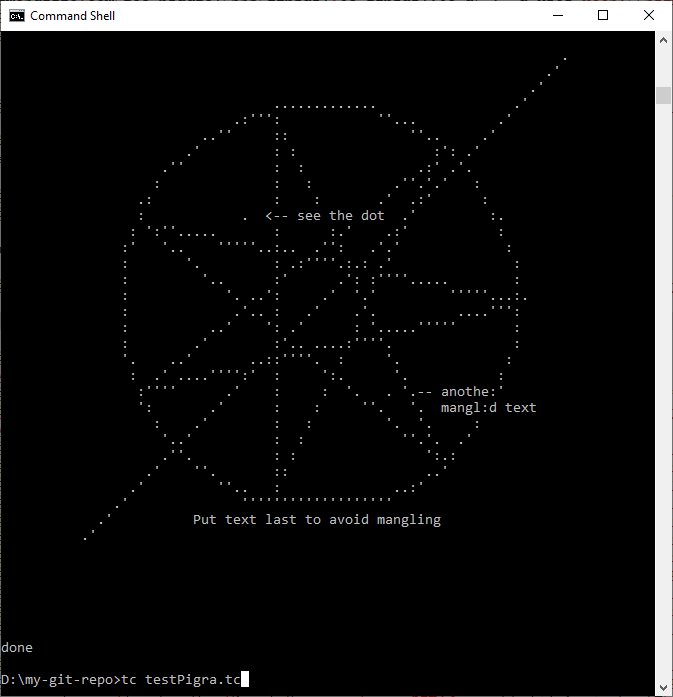 Command Shell
. <-- see the dot
.-- anothe:
mangl:d text
Put text last to avoid mangling
done
D:\my-git-repo>tc testPigra.tc